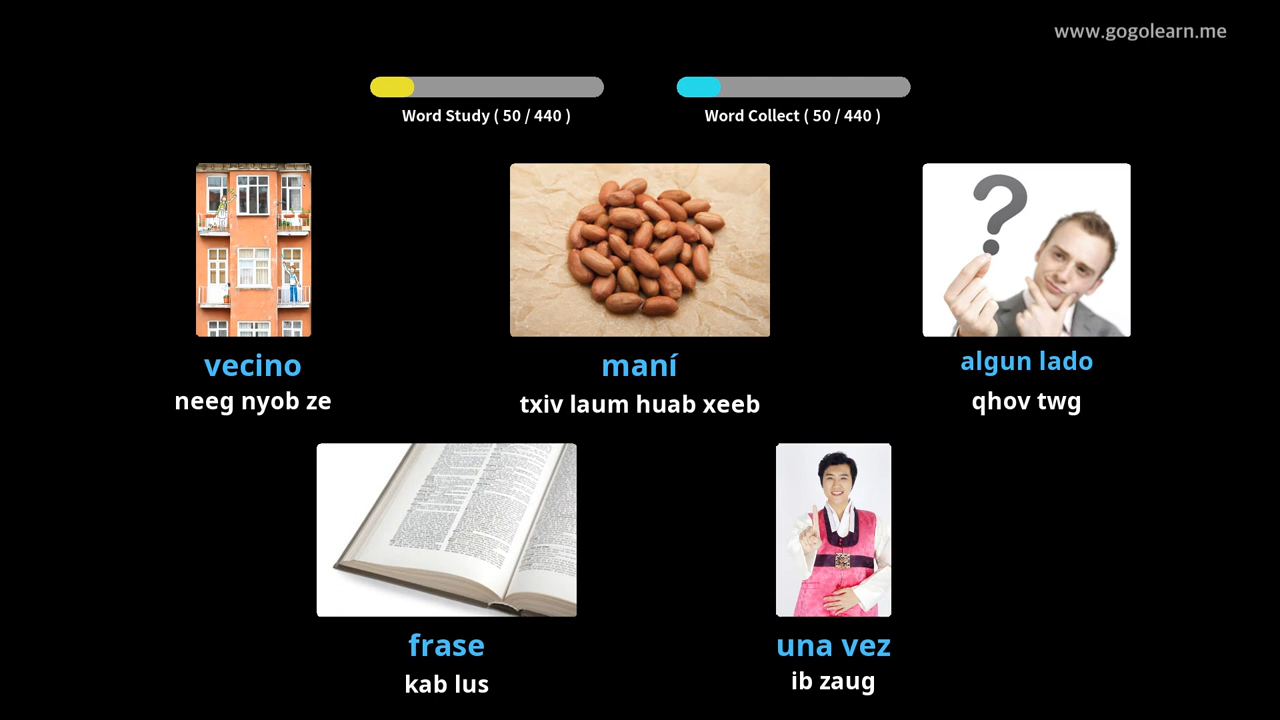 www.gogolearn.me
Word Study ( 50 / 440 )
Word Collect ( 50 / 440 )
vecino
neeg nyob ze
maní
txiv laum huab xeeb
algun lado
qhov twg
frase
kab lus
una vez
ib zaug